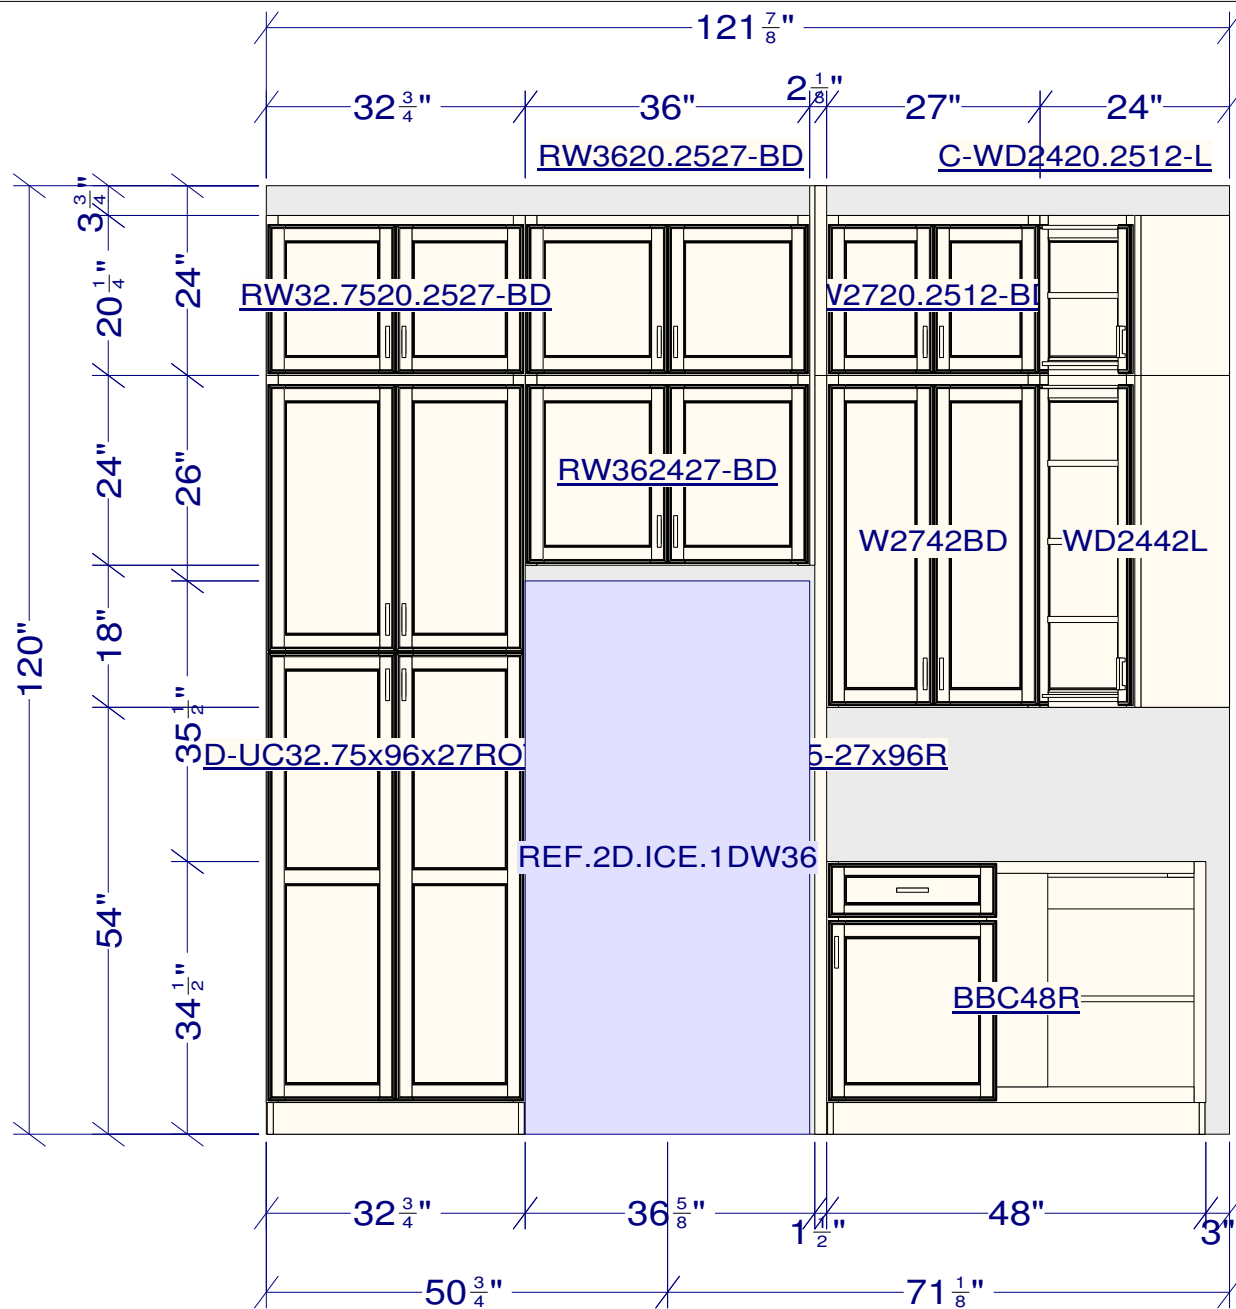 121 7/8"
32 3/4" 36" 2 1/8" 27" 24"
RW3620.2527-BD C-WD2420.2512-L
3 3/4"
20 1/4" 24"
RW32.7520.2527-BD W2720.2512-BD
24" 26"
RW362427-BD
W2742BD WD2442L
120"
18"
35 1/2"
D-UC32.75x96x27RO 5-27x96R
REF.2D.ICE.1DW36
54"
34 1/2"
BBC48R
32 3/4" 36 5/8" 1 1/2" 48" 3"
50 3/4" 71 1/8"